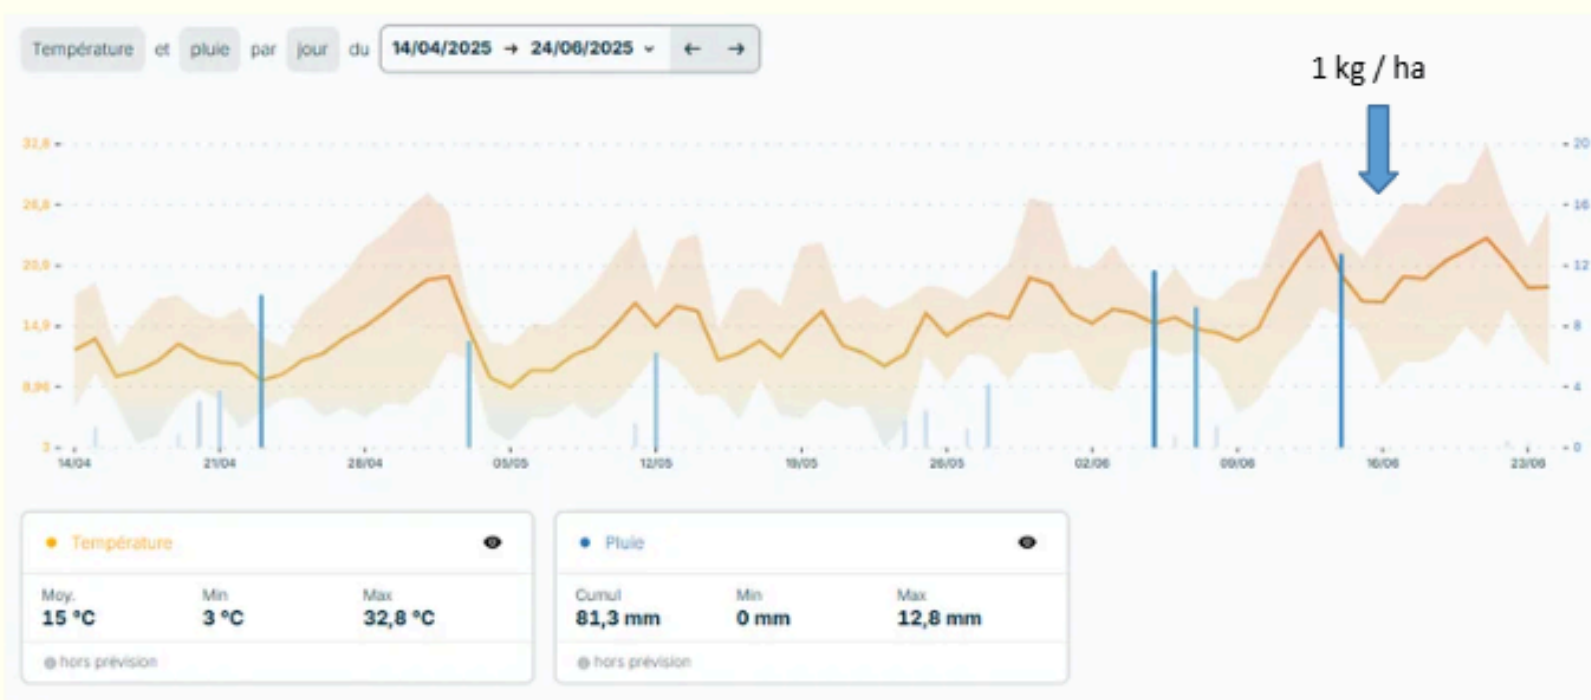 Température et pluie par jour du 14/04/2025 → 24/06/2025 ← →
1 kg / ha
32,8 20
26,8 16
20,9 12
14,9 8
8,96 4
3 0
14/04 21/04 28/04 05/05 12/05 19/05 26/05 02/06 09/06 16/06 23/06
Température Pluie
Moy. Min Max Cumul Min Max
15 °C 3 °C 32,8 °C 81,3 mm 0 mm 12,8 mm
hors prévision hors prévision